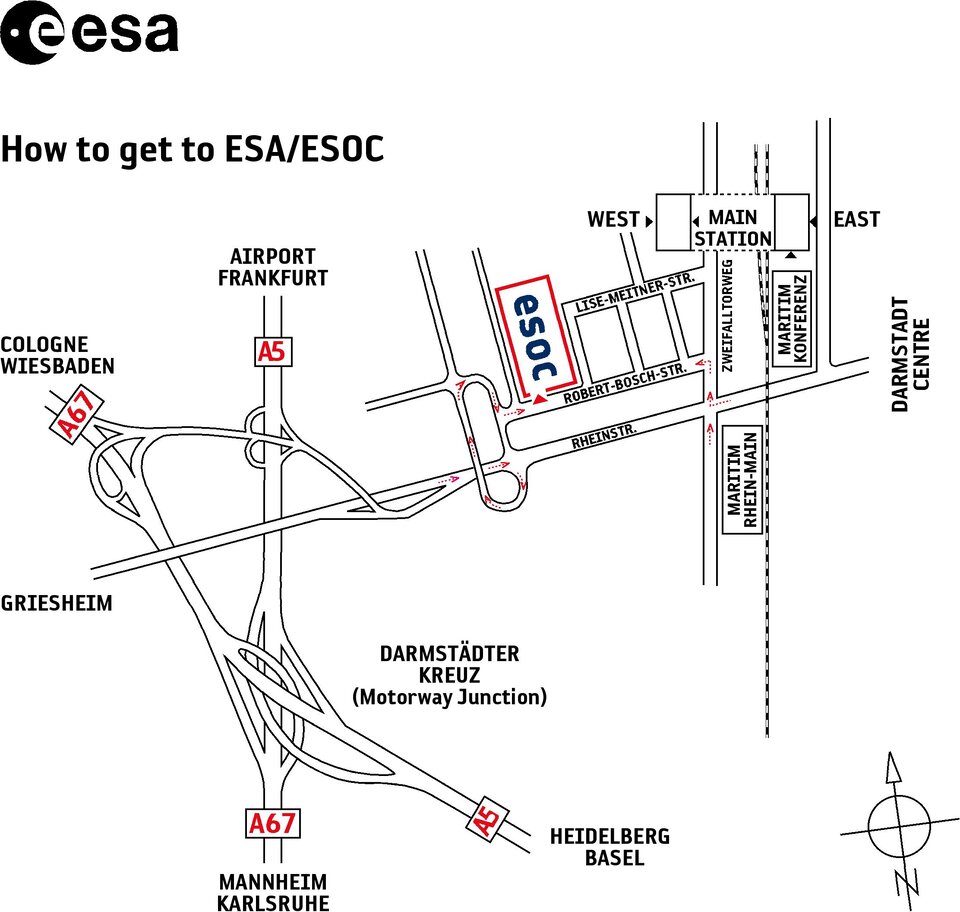 esa
How to get to ESA/ESOC
WEST
MAIN
STATION
EAST
AIRPORT
FRANKFURT
A5
COLOGNE
WIESBADEN
A67
esoc
LISE-MEITNER-STR.
ROBERT-BOSCH-STR.
RHEINSTR.
ZWEIFALLTORWEG
MARITIM
KONFERENZ
DARMSTADT
CENTRE
MARITIM
RHEIN-MAIN
GRIESHEIM
DARMSTÄDTER
KREUZ
(Motorway Junction)
A67
A5
HEIDELBERG
BASEL
MANNHEIM
KARLSRUHE
N